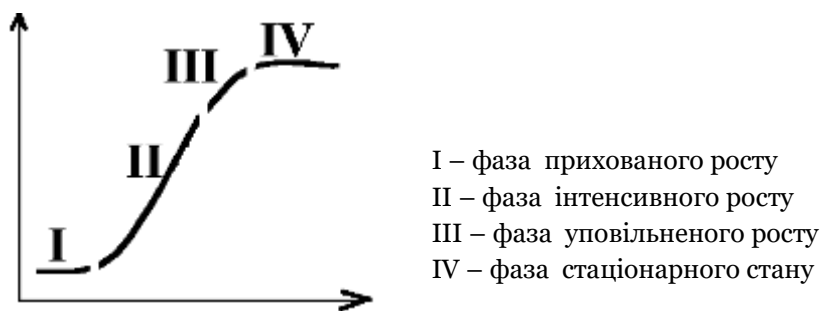 IV
III
II
I
I – фаза прихованого росту
II – фаза інтенсивного росту
III – фаза уповільненого росту
IV – фаза стаціонарного стану